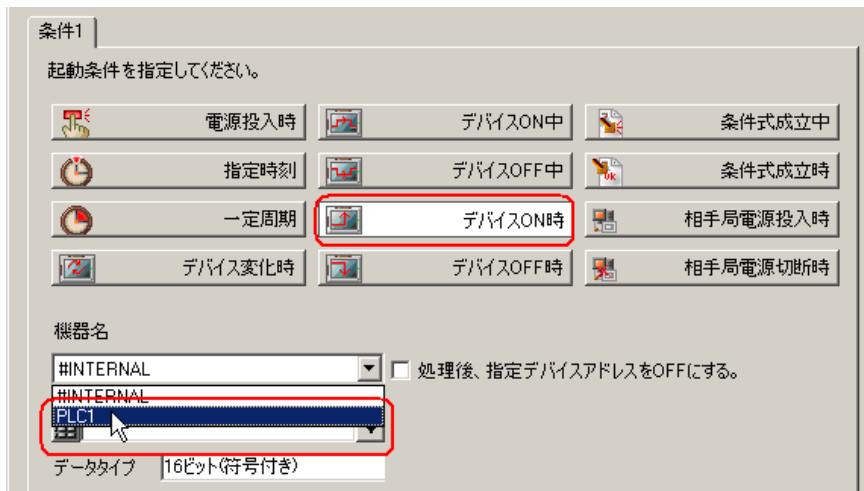 条件1
起動条件を指定してください。
電源投入時 デバイスON中 条件式成立中
指定時刻 デバイスOFF中 条件式成立時
一定周期 デバイスON時 相手局電源投入時
デバイス変化時 デバイスOFF時 相手局電源切断時
機器名
#INTERNAL 処理後、指定デバイスアドレスをOFFにする。
#INTERNAL
PLC1
データタイプ 16ビット(符号付き)